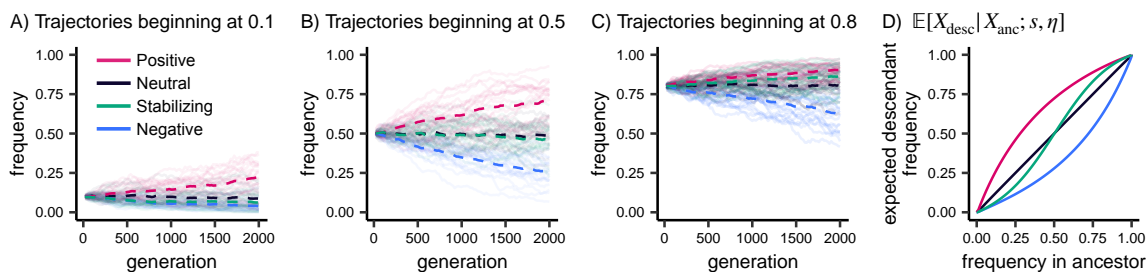 A) Trajectories beginning at 0.1
frequency
1.00
0.75
0.50
0.25
0.00
Positive
Neutral
Stabilizing
Negative
0 500 1000 1500 2000
generation
B) Trajectories beginning at 0.5
frequency
1.00
0.75
0.50
0.25
0.00
0 500 1000 1500 2000
generation
C) Trajectories beginning at 0.8
frequency
1.00
0.75
0.50
0.25
0.00
0 500 1000 1500 2000
generation
D) 𝔼[X_desc | X_anc; s, η]
expected descendant
frequency
1.00
0.75
0.50
0.25
0.00
0.00 0.25 0.50 0.75 1.00
frequency in ancestor